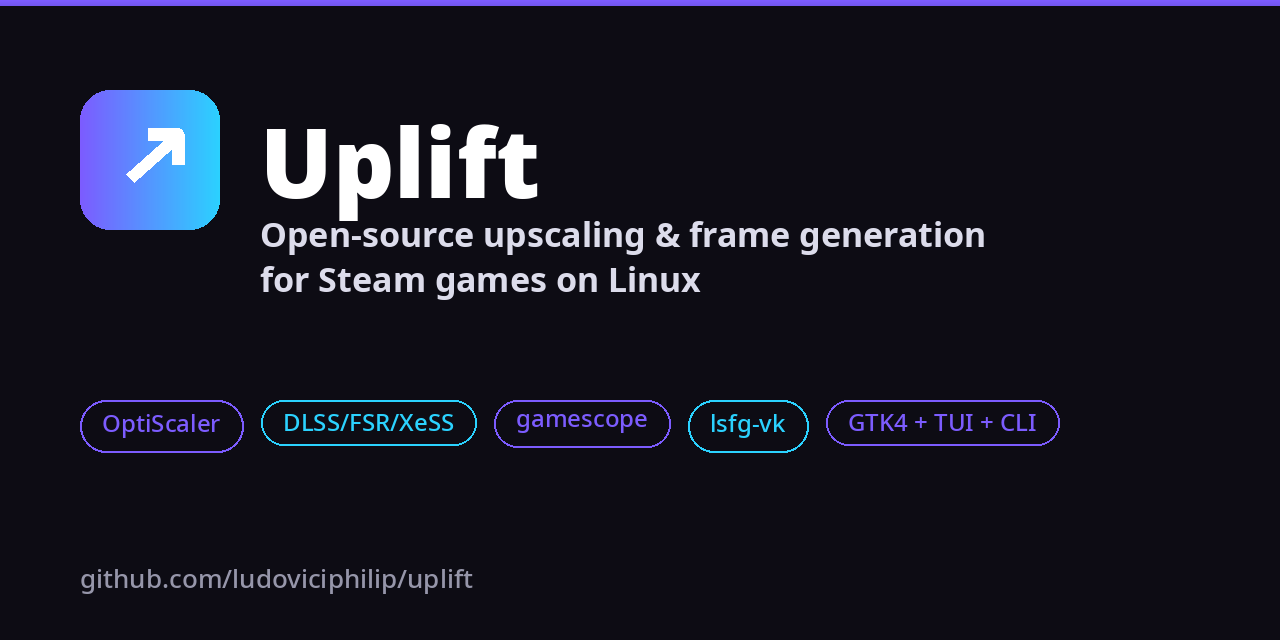 Uplift
Open-source upscaling & frame generation
for Steam games on Linux
OptiScaler
DLSS/FSR/XeSS
gamescope
lsfg-vk
GTK4 + TUI + CLI
github.com/ludoviciphilip/uplift